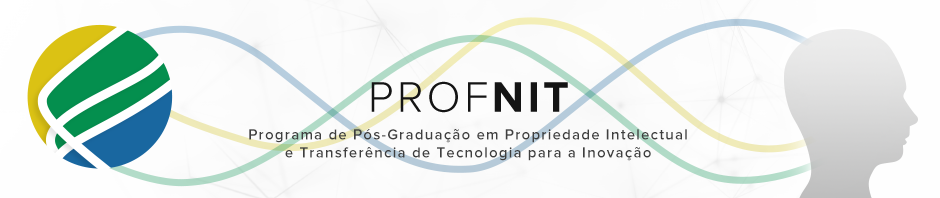 PROFNIT
Programa de Pós-Graduação em Propriedade Intelectual
e Transferência de Tecnologia para a Inovação